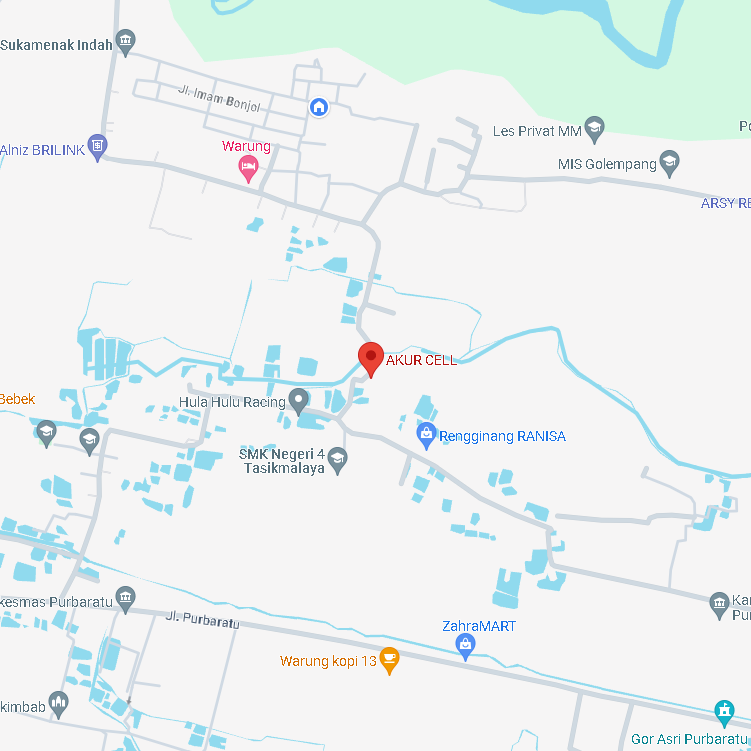 Sukamenak Indah
Jl. Imam Bonjol
Les Privat MM
Alniz BRILINK
Warung
MIS Golempang
ARSY RE
AKUR CELL
Bebek
Hula Hulu Racing
Rengginang RANISA
SMK Negeri 4
Tasikmalaya
kesmas Purbaratu
Jl. Purbaratu
ZahraMART
Kan
Pur
Warung kopi 13
kimbab
Gor Asri Purbaratu